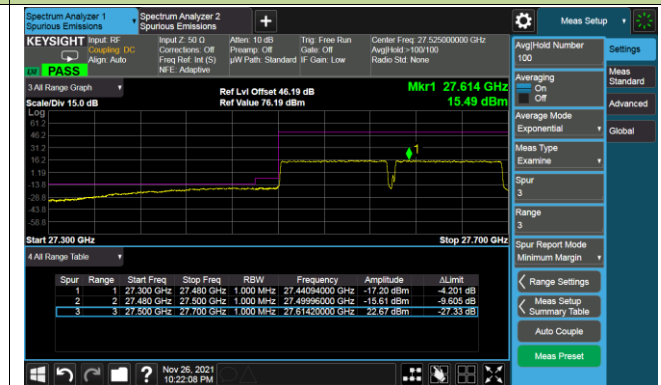 Spectrum Analyzer 1
Spurious Emissions
Spectrum Analyzer 2
Spurious Emissions
Meas Setup
KEYSIGHT Input: RF
Coupling: DC
Align: Auto
Input Z: 50 Ω
Corrections: Off
Freq Ref: Int (S)
NFE: Adaptive
Atten: 10 dB
Preamp: Off
µW Path: Standard
Trig: Free Run
Gate: Off
IF Gain: Low
Center Freq: 27.525000000 GHz
Avg|Hold:>100/100
Radio Std: None
PASS
3 All Range Graph
Scale/Div 15.0 dB
Ref Lvl Offset 46.19 dB
Ref Value 76.19 dBm
Mkr1 27.614 GHz
15.49 dBm
Log
61.2
46.2
31.2
16.2
1.19
-13.8
-28.8
-43.8
-58.8
1
Start 27.300 GHz
Stop 27.700 GHz
4 All Range Table
Spur Range Start Freq Stop Freq RBW Frequency Amplitude ΔLimit
1 1 27.300 GHz 27.480 GHz 1.000 MHz 27.44094000 GHz -17.20 dBm -4.201 dB
2 2 27.480 GHz 27.500 GHz 1.000 MHz 27.49996000 GHz -15.61 dBm -9.605 dB
3 3 27.500 GHz 27.700 GHz 1.000 MHz 27.61420000 GHz 22.67 dBm -27.33 dB
Nov 26, 2021
10:22:08 PM
Avg|Hold Number
100
Averaging
On
Off
Average Mode
Exponential
Meas Type
Examine
Spur
3
Range
3
Spur Report Mode
Minimum Margin
Range Settings
Meas Setup
Summary Table
Auto Couple
Meas Preset
Settings
Meas
Standard
Advanced
Global